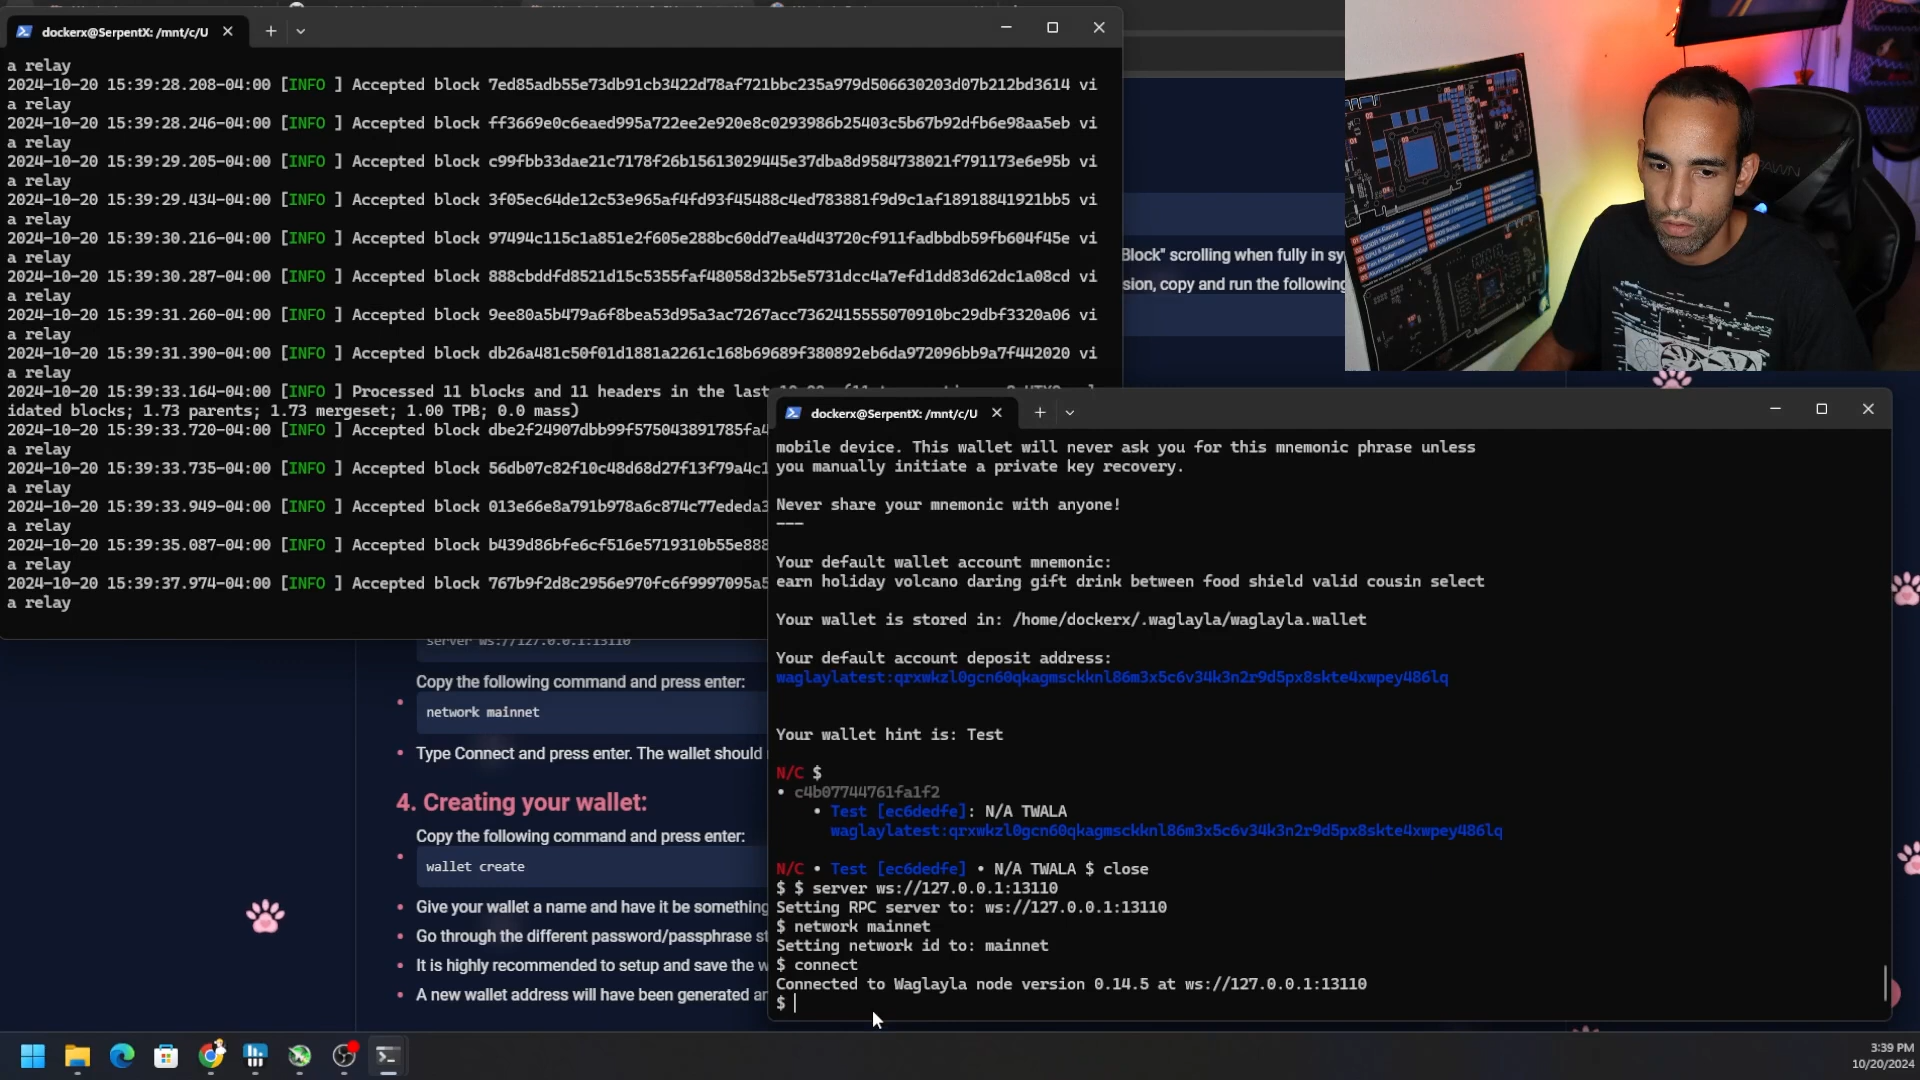 dockerx@SerpentX: /mnt/c/U
a relay
2024-10-20 15:39:28.208-04:00 [INFO ] Accepted block 7ed85adb55e73db91cb3422d78af721bbc235a979d506630203d07b212bd3614 vi
a relay
2024-10-20 15:39:28.246-04:00 [INFO ] Accepted block ff3669e0c6eaed995a722ee2e920e8c0293986b25403c5b67b92dfb6e98aa5eb vi
a relay
2024-10-20 15:39:29.205-04:00 [INFO ] Accepted block c99fbb33dae21c7178f26b15613029445e37dba8d9584738021f791173e6e95b vi
a relay
2024-10-20 15:39:29.434-04:00 [INFO ] Accepted block 3f05ec64de12c53e965af4fd93f45488c4ed783881f9d9c1af18918841921bb5 vi
a relay
2024-10-20 15:39:30.216-04:00 [INFO ] Accepted block 97494c115c1a851e2f605e288bc60dd7ea4d43720cf911fadbbdb59fb604f45e vi
a relay
2024-10-20 15:39:30.287-04:00 [INFO ] Accepted block 888cbddfd8521d15c5355faf48058d32b5e5731dcc4a7efd1dd83d62dc1a08cd vi
a relay
2024-10-20 15:39:31.260-04:00 [INFO ] Accepted block 9ee80a5b479a6f8bea53d95a3ac7267acc7362415555070910bc29dbf3320a06 vi
a relay
2024-10-20 15:39:31.390-04:00 [INFO ] Accepted block db26a481c50f01d1881a2261c168b69689f380892eb6da972096bb9a7f442020 vi
a relay
2024-10-20 15:39:33.164-04:00 [INFO ] Processed 11 blocks and 11 headers in the last
idated blocks; 1.73 parents; 1.73 mergeset; 1.00 TPB; 0.0 mass)
2024-10-20 15:39:33.720-04:00 [INFO ] Accepted block dbe2f24907dbb99f575043891785fa4
a relay
2024-10-20 15:39:33.735-04:00 [INFO ] Accepted block 56db07c82f10c48d68d27f13f79a4c1
a relay
2024-10-20 15:39:33.949-04:00 [INFO ] Accepted block 013e66e8a791b978a6c874c77ededa3
a relay
2024-10-20 15:39:35.087-04:00 [INFO ] Accepted block b439d86bfe6cf516e5719310b55e888
a relay
2024-10-20 15:39:37.974-04:00 [INFO ] Accepted block 767b9f2d8c2956e970fc6f9997095a5
a relay
Block" scrolling when fully in sy
sion, copy and run the following
server ws://127.0.0.1:13110
Copy the following command and press enter:
network mainnet
• Type Connect and press enter. The wallet should
4. Creating your wallet:
Copy the following command and press enter:
wallet create
• Give your wallet a name and have it be something
• Go through the different password/passphrase st
• It is highly recommended to setup and save the w
• A new wallet address will have been generated an
dockerx@SerpentX: /mnt/c/U
mobile device. This wallet will never ask you for this mnemonic phrase unless
you manually initiate a private key recovery.
Never share your mnemonic with anyone!
---
Your default wallet account mnemonic:
earn holiday volcano daring gift drink between food shield valid cousin select
Your wallet is stored in: /home/dockerx/.waglayla/waglayla.wallet
Your default account deposit address:
waglaylatest:qrxwkzl0gcn60qkagmsckknl86m3x5c6v34k3n2r9d5px8skte4xwpey486lq
Your wallet hint is: Test
N/C $
• c4b07744761fa1f2
• Test [ec6dedfe]: N/A TWALA
waglaylatest:qrxwkzl0gcn60qkagmsckknl86m3x5c6v34k3n2r9d5px8skte4xwpey486lq
N/C • Test [ec6dedfe] • N/A TWALA $ close
$ $ server ws://127.0.0.1:13110
Setting RPC server to: ws://127.0.0.1:13110
$ network mainnet
Setting network id to: mainnet
$ connect
Connected to Waglayla node version 0.14.5 at ws://127.0.0.1:13110
$
3:39 PM
10/20/2024